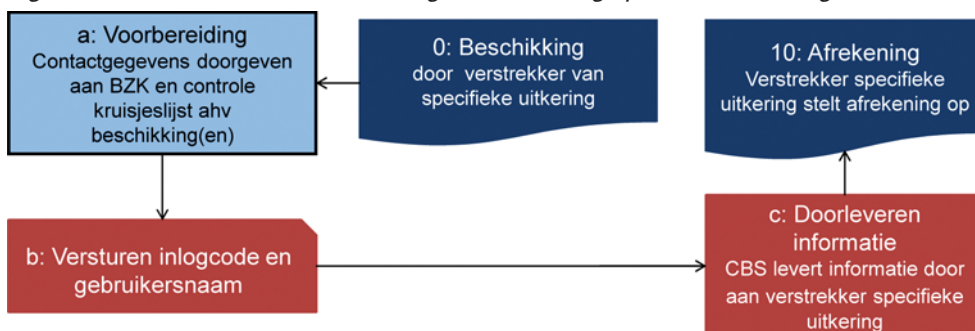 a: Voorbereiding
Contactgegevens doorgeven
aan BZK en controle
kruisjeslijst ahv
beschikking(en)
0: Beschikking
door verstrekker van
specifieke uitkering
10: Afrekening
Verstrekker specifieke
uitkering stelt afrekening op
b: Versturen inlogcode en
gebruikersnaam
c: Doorleveren
informatie
CBS levert informatie door
aan verstrekker specifieke
uitkering